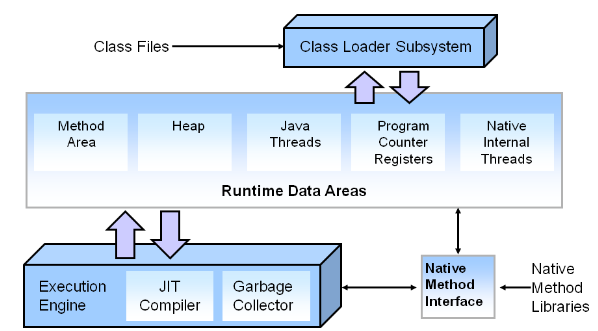 Class Files
Class Loader Subsystem
Method
Area
Heap
Java
Threads
Program
Counter
Registers
Native
Internal
Threads
Runtime Data Areas
Execution
Engine
JIT
Compiler
Garbage
Collector
Native
Method
Interface
Native
Method
Libraries